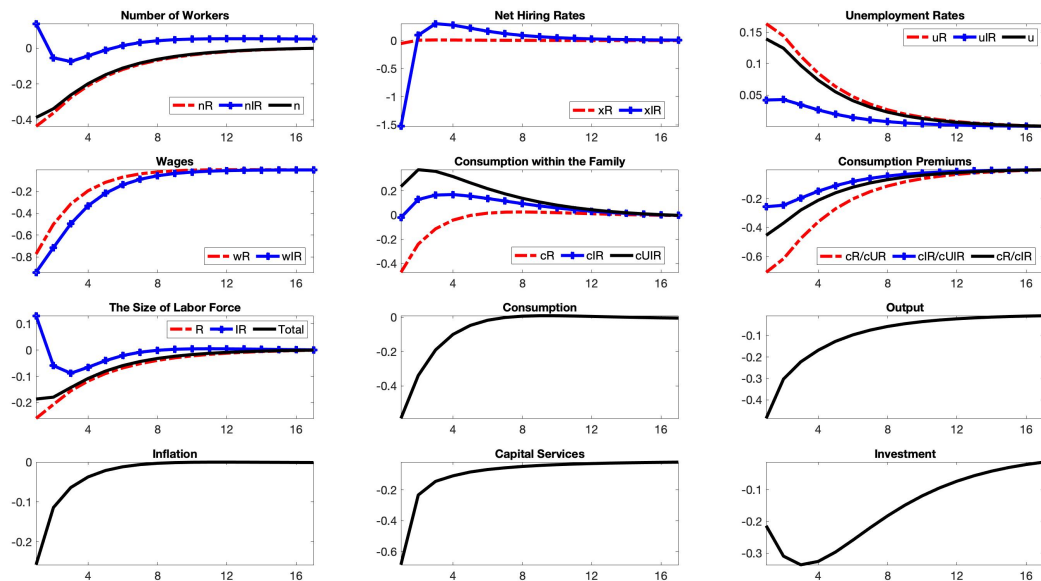 Number of Workers
Net Hiring Rates
Unemployment Rates
0
-0.2
-0.4
nR nIR n
4 8 12 16
0
-0.5
-1
-1.5
xR xIR
4 8 12 16
0.15
0.1
0.05
uR uIR u
4 8 12 16
Wages
Consumption within the Family
Consumption Premiums
-0.2
-0.4
-0.6
-0.8
wR wIR
4 8 12 16
0.2
0
-0.2
-0.4
cR cIR cUIR
4 8 12 16
-0.2
-0.4
-0.6
cR/cUR cIR/cUIR cR/cIR
4 8 12 16
The Size of Labor Force
Consumption
Output
0.1
0
-0.1
-0.2
R IR Total
4 8 12 16
0
-0.2
-0.4
4 8 12 16
-0.1
-0.2
-0.3
-0.4
4 8 12 16
Inflation
Capital Services
Investment
0
-0.1
-0.2
4 8 12 16
-0.2
-0.4
-0.6
4 8 12 16
-0.1
-0.2
-0.3
4 8 12 16